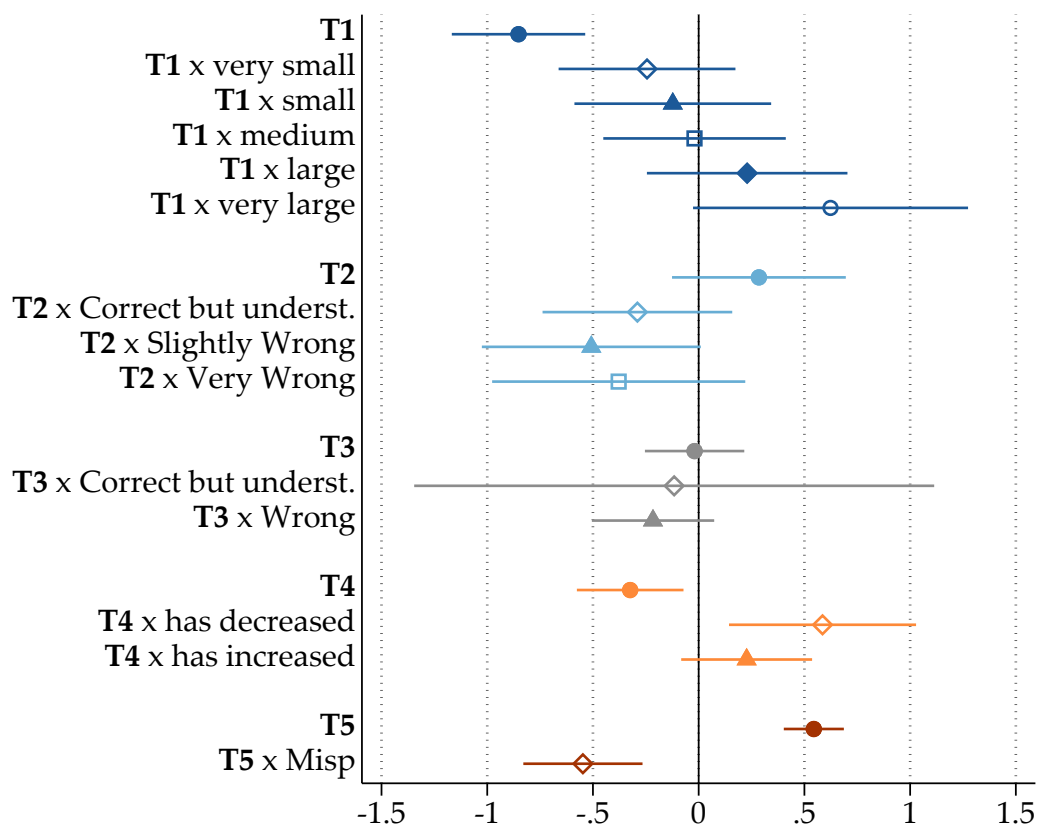 T1
T1 x very small
T1 x small
T1 x medium
T1 x large
T1 x very large
T2
T2 x Correct but underst.
T2 x Slightly Wrong
T2 x Very Wrong
T3
T3 x Correct but underst.
T3 x Wrong
T4
T4 x has decreased
T4 x has increased
T5
T5 x Misp
-1.5 -1 -.5 0 .5 1 1.5